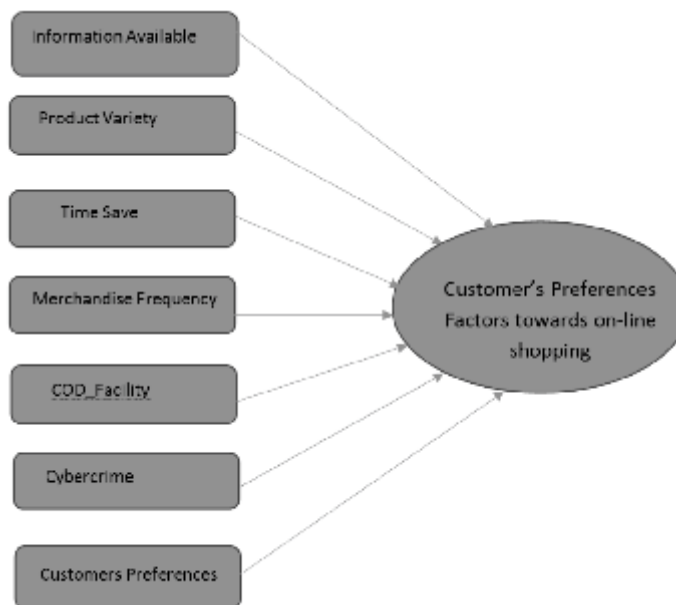 Information Available
Product Variety
Time Save
Merchandise Frequency
COD_Facility
Cybercrime
Customers Preferences
Customer's Preferences
Factors towards on-line
shopping